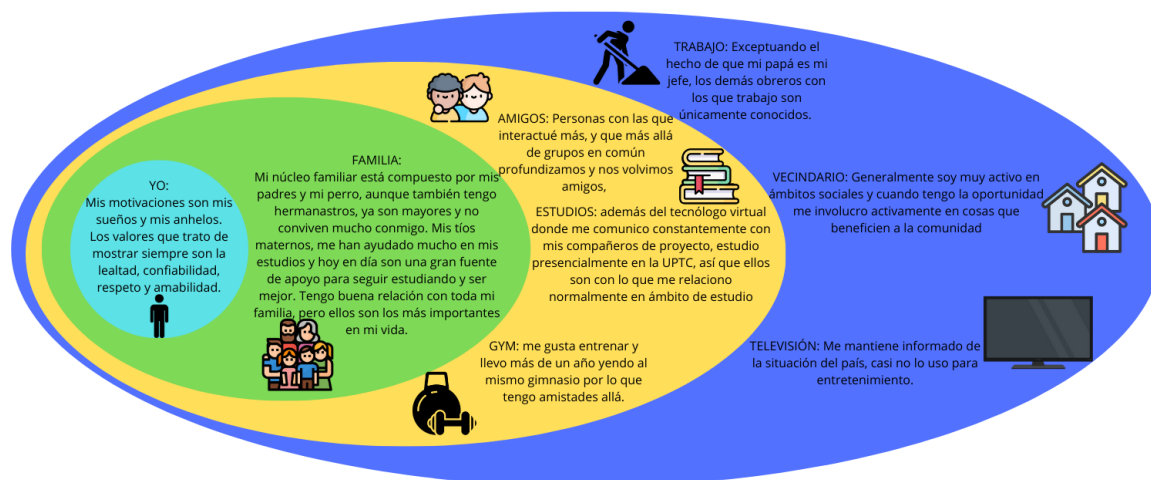 YO:
Mis motivaciones son mis
sueños y mis anhelos.
Los valores que trato de
mostrar siempre son la
lealtad, confiabilidad,
respeto y amabilidad.
FAMILIA:
Mi núcleo familiar está compuesto por mis
padres y mi perro, aunque también tengo
hermanastros, ya son mayores y no
conviven mucho conmigo. Mis tíos
maternos, me han ayudado mucho en mis
estudios y hoy en día son una gran fuente
de apoyo para seguir estudiando y ser
mejor. Tengo buena relación con toda mi
familia, pero ellos son los más importantes
en mi vida.
AMIGOS: Personas con las que
interactué más, y que más allá
de grupos en común
profundizamos y nos volvimos
amigos,
ESTUDIOS: además del tecnólogo virtual
donde me comunico constantemente con
mis compañeros de proyecto, estudio
presencialmente en la UPTC, así que ellos
son con lo que me relaciono
normalmente en ámbito de estudio
GYM: me gusta entrenar y
llevo más de un año yendo al
mismo gimnasio por lo que
tengo amistades allá.
TRABAJO: Exceptuando el
hecho de que mi papá es mi
jefe, los demás obreros con
los que trabajo son
únicamente conocidos.
VECINDARIO: Generalmente soy muy activo en
ámbitos sociales y cuando tengo la oportunidad
me involucro activamente en cosas que
beneficien a la comunidad
TELEVISIÓN: Me mantiene informado de
la situación del país, casi no lo uso para
entretenimiento.